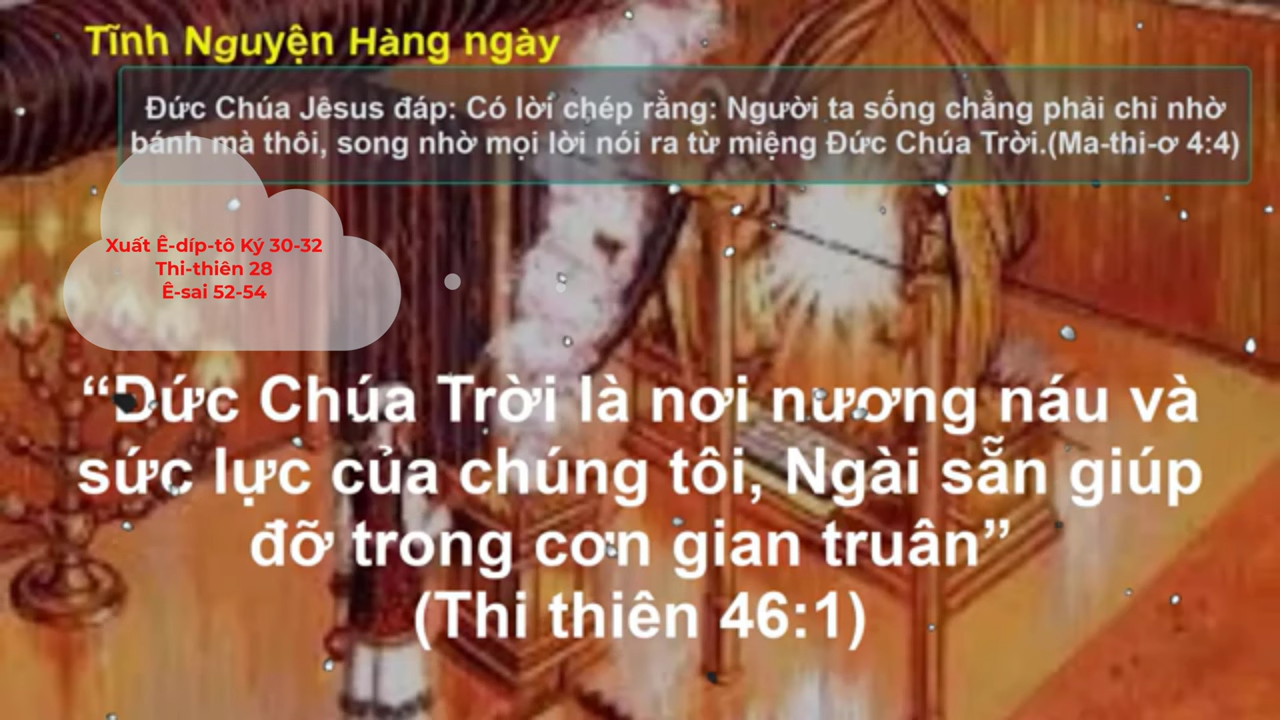 Tĩnh Nguyện Hàng ngày
Đức Chúa Jêsus đáp: Có lời chép rằng: Người ta sống chẳng phải chỉ nhờ
bánh mà thôi, song nhờ mọi lời nói ra từ miệng Đức Chúa Trời.(Ma-thi-ơ 4:4)
Xuất Ê-díp-tô Ký 30-32
Thi-thiên 28
Ê-sai 52-54
“Đức Chúa Trời là nơi nương náu và
sức lực của chúng tôi, Ngài sẵn giúp
đỡ trong cơn gian truân”
(Thi thiên 46:1)